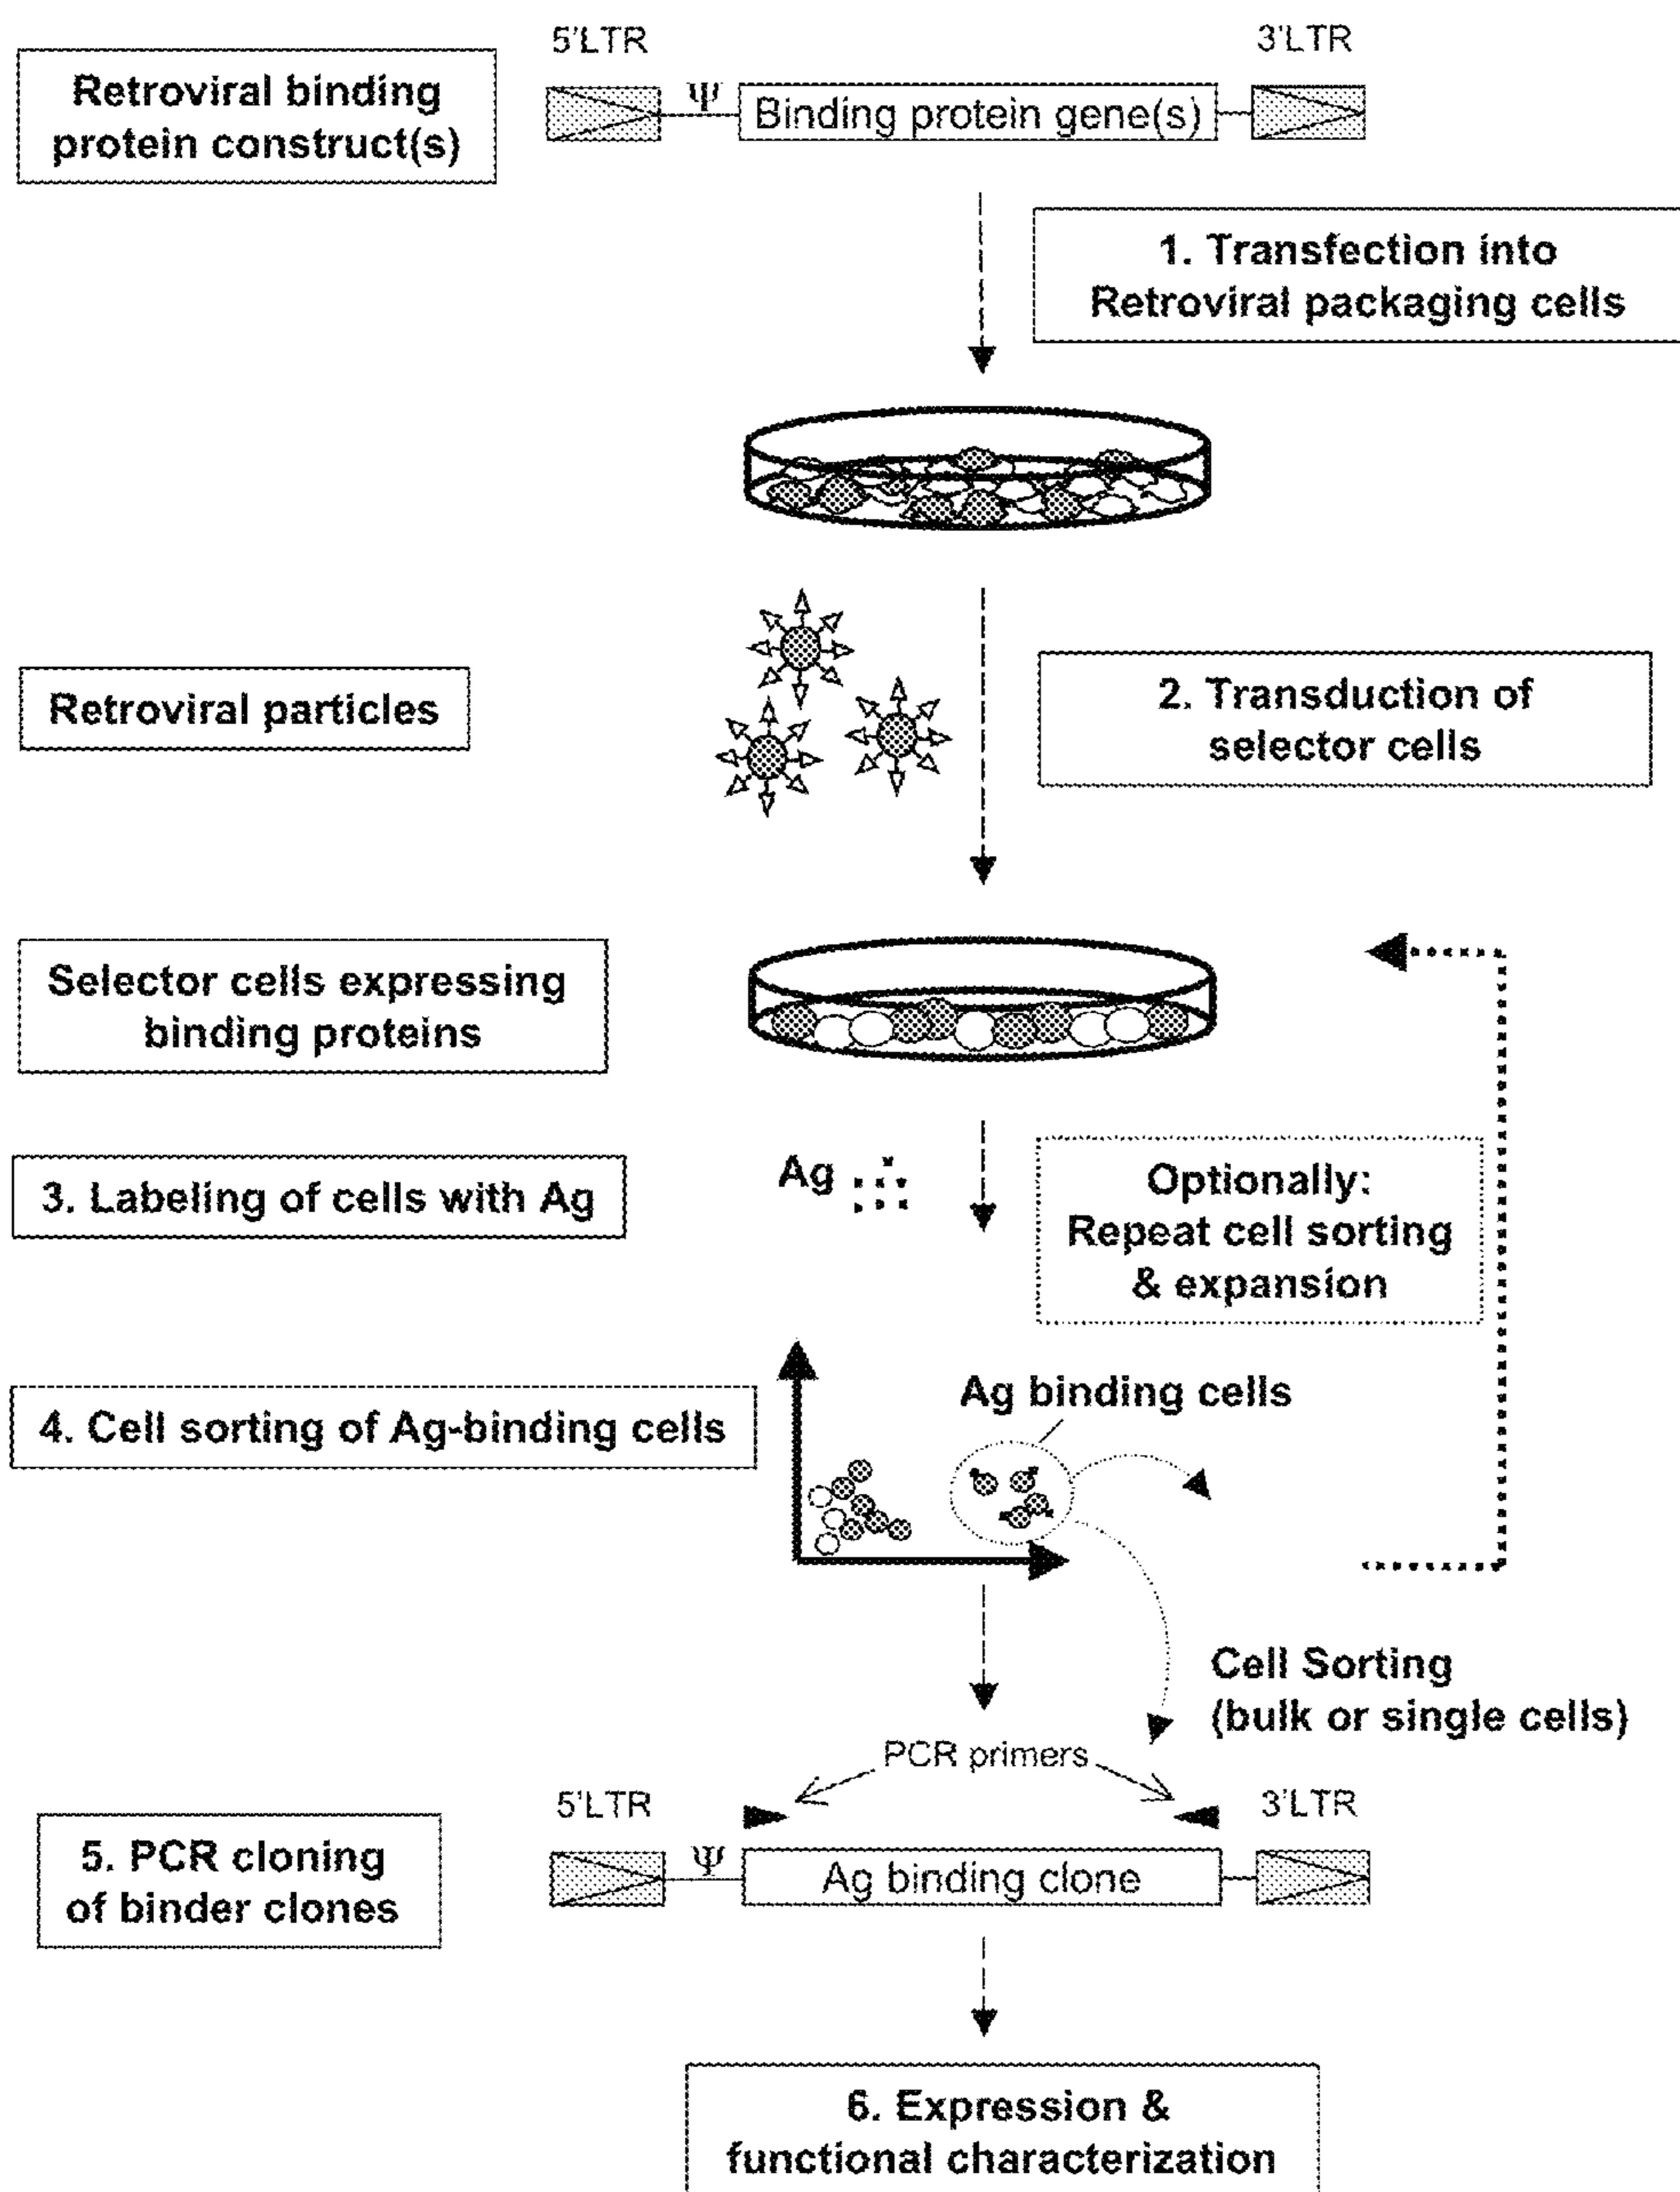 5'LTR
3'LTR
Retroviral binding
protein construct(s)
Ψ
Binding protein gene(s)
1. Transfection into
Retroviral packaging cells
Retroviral particles
2. Transduction of
selector cells
Selector cells expressing
binding proteins
3. Labeling of cells with Ag
Ag
Optionally:
Repeat cell sorting
& expansion
4. Cell sorting of Ag-binding cells
Ag binding cells
Cell Sorting
(bulk or single cells)
PCR primers
5'LTR
3'LTR
5. PCR cloning
of binder clones
Ψ
Ag binding clone
6. Expression &
functional characterization